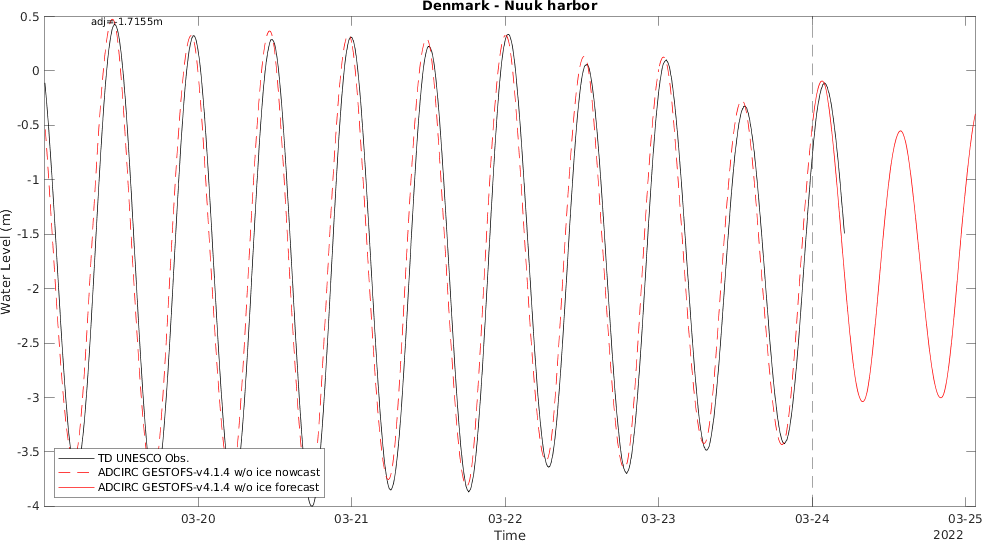 Denmark - Nuuk harbor
adj=-1.7155m
0.5
0
-0.5
-1
-1.5
-2
-2.5
-3
-3.5
-4
Water Level (m)
TD UNESCO Obs.
ADCIRC GESTOFS-v4.1.4 w/o ice nowcast
ADCIRC GESTOFS-v4.1.4 w/o ice forecast
03-20 03-21 03-22 03-23 03-24 03-25
Time
2022